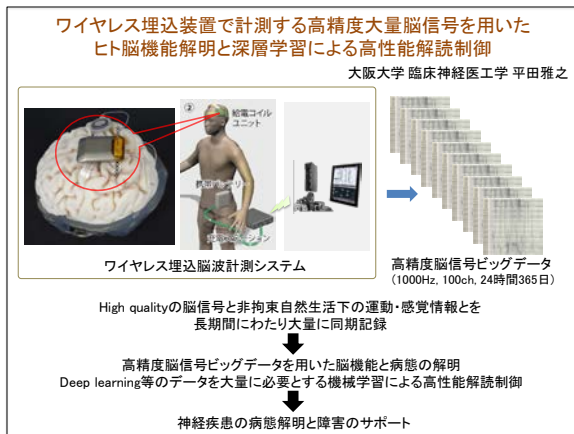 ワイヤレス埋込装置で計測する高精度大量脳信号を用いた
ヒト脳機能解明と深層学習による高性能解読制御
大阪大学 臨床神経医工学 平田雅之
②
給電コイル
ユニット
ワイヤレス埋込脳波計測システム
高精度脳信号ビッグデータ
(1000Hz, 100ch, 24時間365日)
High qualityの脳信号と非拘束自然生活下の運動・感覚情報とを
長期間にわたり大量に同期記録
高精度脳信号ビッグデータを用いた脳機能と病態の解明
Deep learning等のデータを大量に必要とする機械学習による高性能解読制御
神経疾患の病態解明と障害のサポート